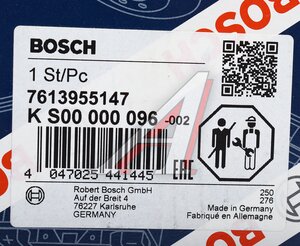 BOSCH
1 St/Pc
7613955147
K S00 000 096 -002
4 047025 441445
EAC
Robert Bosch GmbH
Auf der Breit 4
76227 Karlsruhe
GERMANY
250
276
Made in Germany
Fabriqué en Allemagne